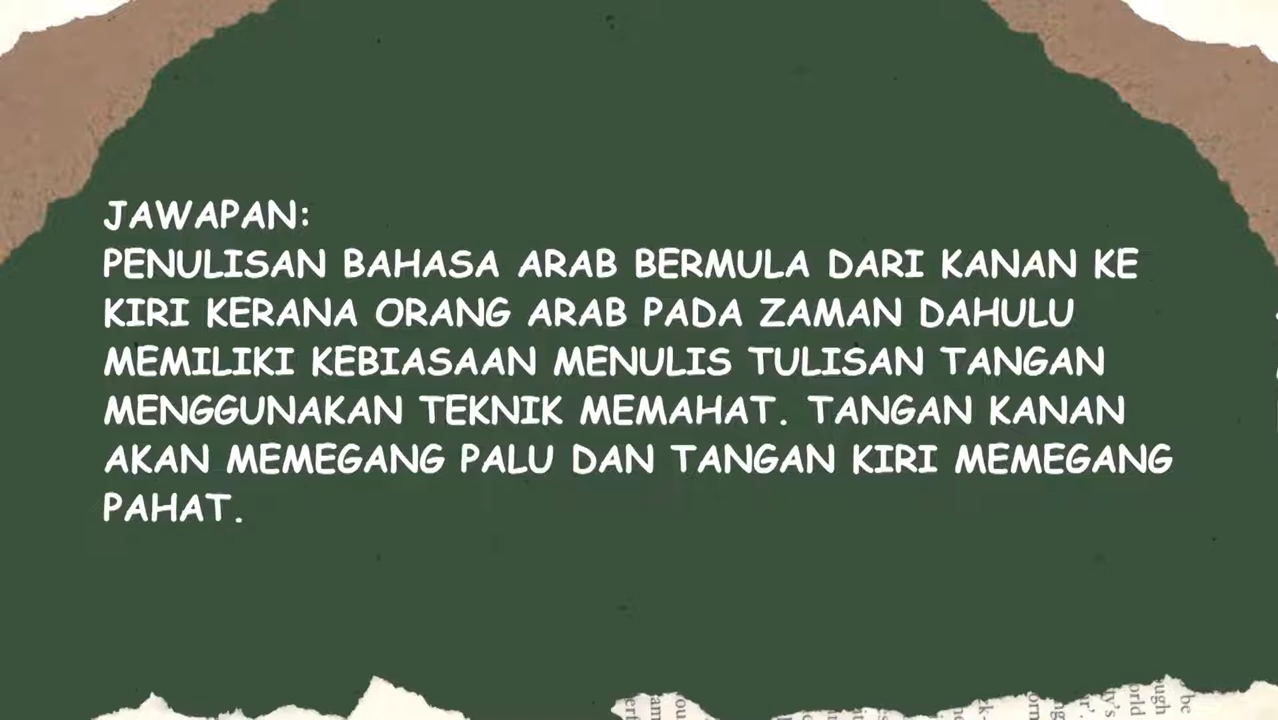 JAWAPAN:
PENULISAN BAHASA ARAB BERMULA DARI KANAN KE
KIRI KERANA ORANG ARAB PADA ZAMAN DAHULU
MEMILIKI KEBIASAAN MENULIS TULISAN TANGAN
MENGGUNAKAN TEKNIK MEMAHAT. TANGAN KANAN
AKAN MEMEGANG PALU DAN TANGAN KIRI MEMEGANG
PAHAT.